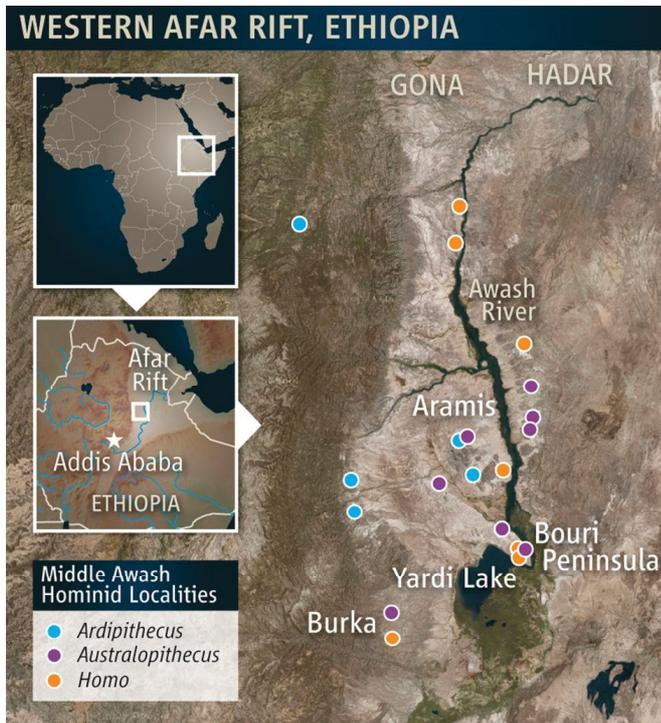 WESTERN AFAR RIFT, ETHIOPIA
GONA
HADAR
Awash
River
Afar
Rift
Addis Ababa
ETHIOPIA
Aramis
Bouri
Peninsula
Yardi Lake
Burka
Middle Awash
Hominid Localities
Ardipithecus
Australopithecus
Homo